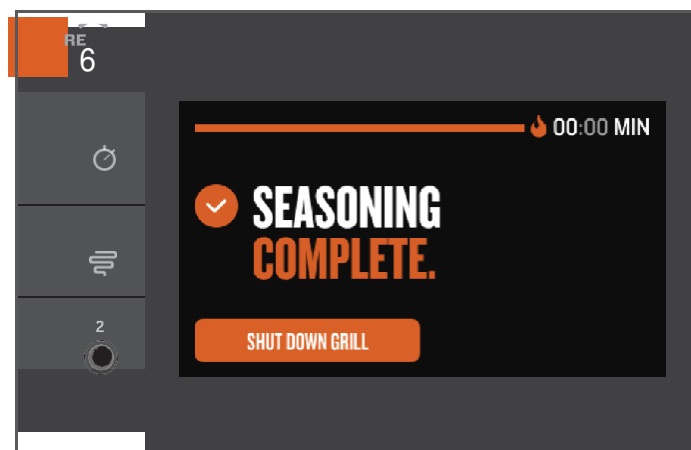 RE
6
00:00 MIN
SEASONING
COMPLETE.
SHUT DOWN GRILL
2